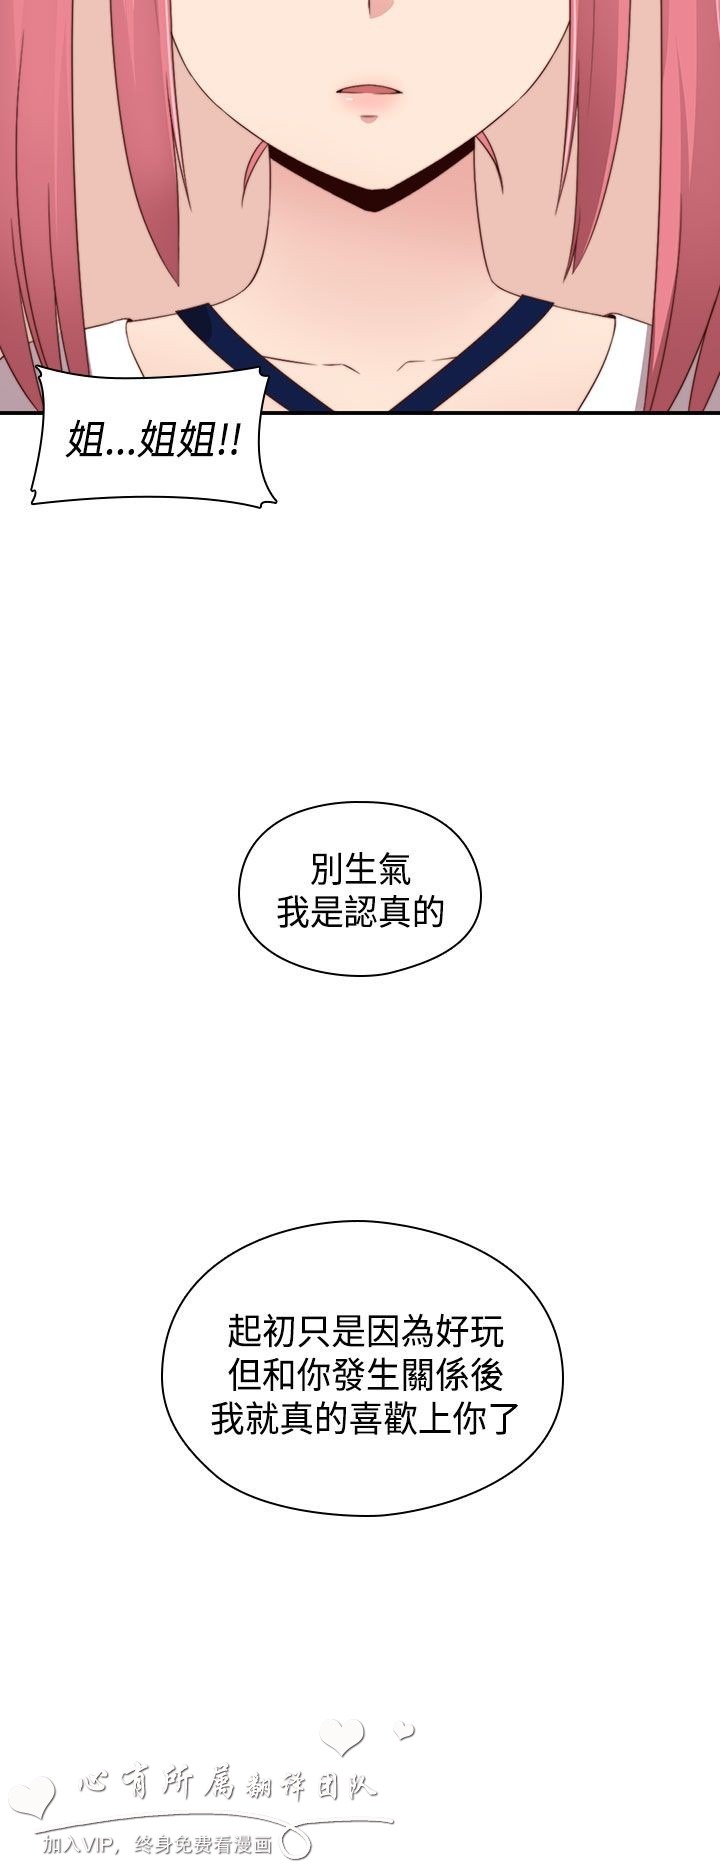 姐...姐姐!!
別生氣
我是認真的
起初只是因為好玩
但和你發生關係後
我就真的喜歡上你了
心有所属翻译团队
加入VIP，终身免费看漫画